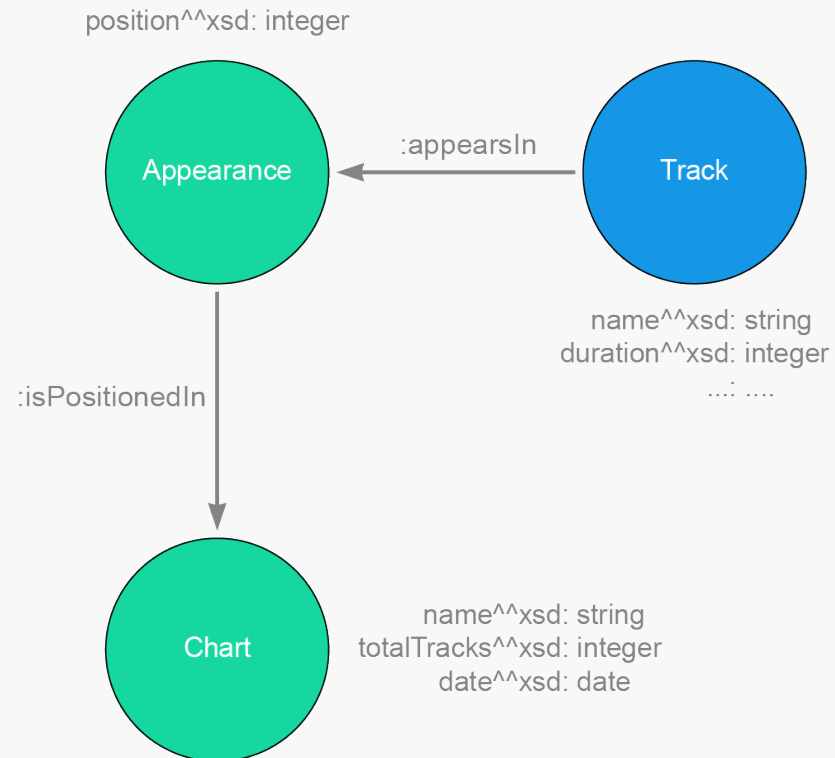 position^^xsd: integer
Appearance
:appearsIn
Track
name^^xsd: string
duration^^xsd: integer
...: ....
:isPositionedIn
Chart
name^^xsd: string
totalTracks^^xsd: integer
date^^xsd: date